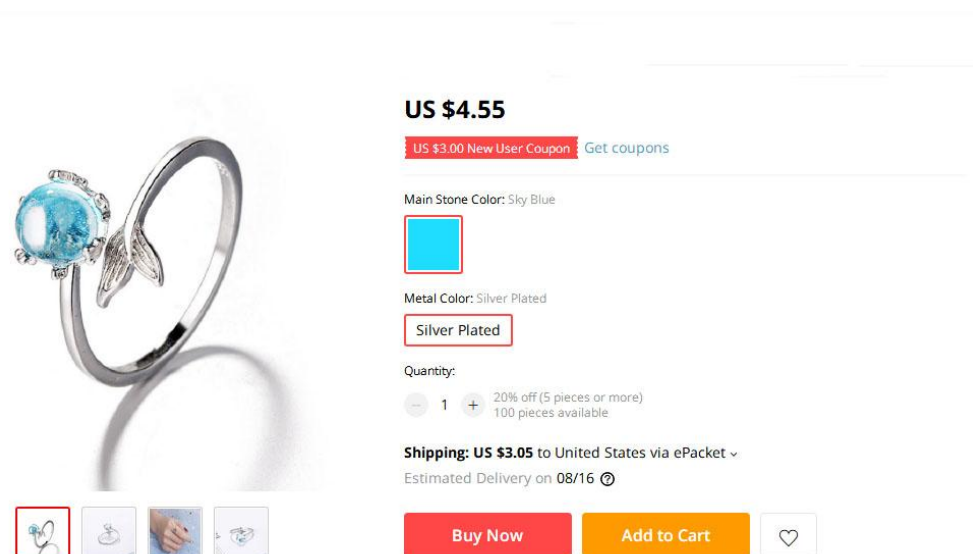 US $4.55
US $3.00 New User Coupon Get coupons
Main Stone Color: Sky Blue
Metal Color: Silver Plated
Silver Plated
Quantity:
− 1 + 20% off (5 pieces or more)
100 pieces available
Shipping: US $3.05 to United States via ePacket
Estimated Delivery on 08/16 ?
Buy Now Add to Cart